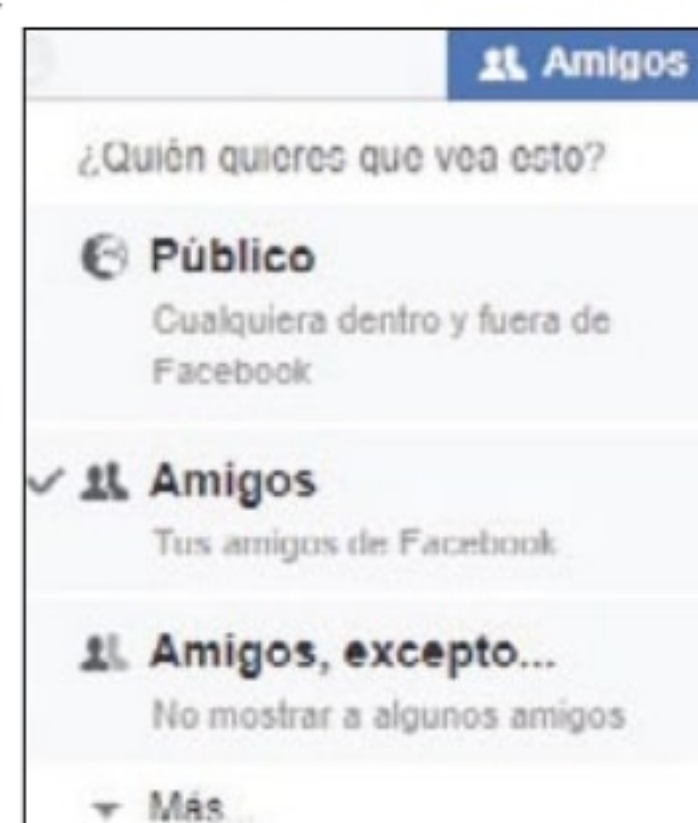 Amigos
¿Quién quieres que vea esto?
Público
Cualquiera dentro y fuera de
Facebook
Amigos
Tus amigos de Facebook
Amigos, excepto...
No mostrar a algunos amigos
Más...